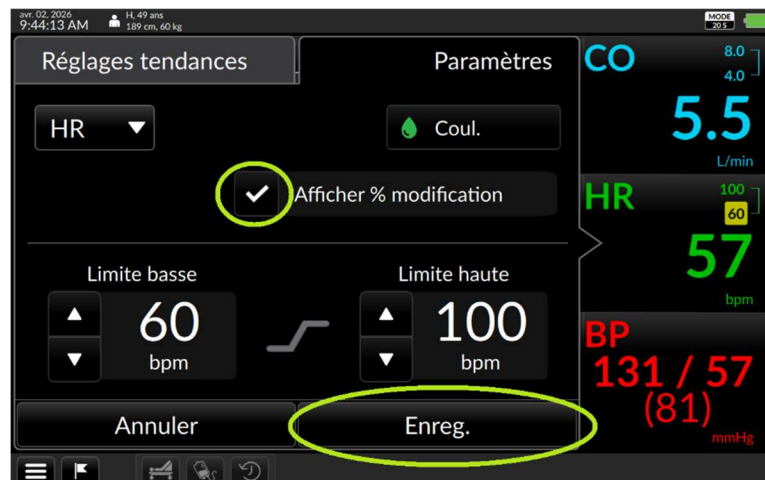 avr. 02, 2026
9:44:13 AM
H, 49 ans
189 cm, 60 kg
MODE
20 S
Réglages tendances
Paramètres
HR
Coul.
Afficher % modification
Limite basse
60
bpm
Limite haute
100
bpm
Annuler
Enreg.
CO
8.0
4.0
5.5
L/min
HR
100
60
57
bpm
BP
131 / 57
(81)
mmHg